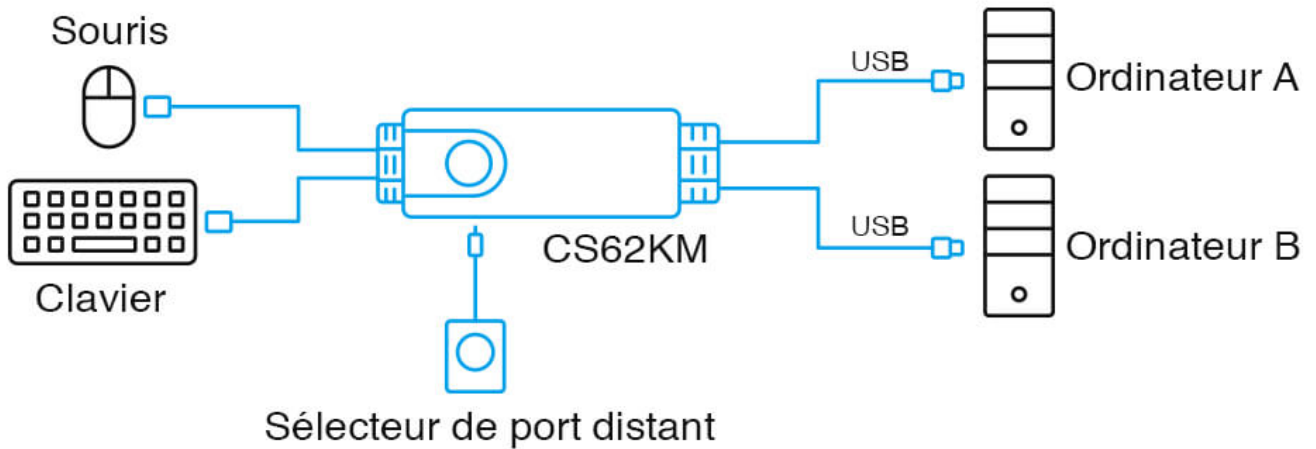 Souris
USB
Ordinateur A
CS62KM
USB
Ordinateur B
Clavier
Sélecteur de port distant